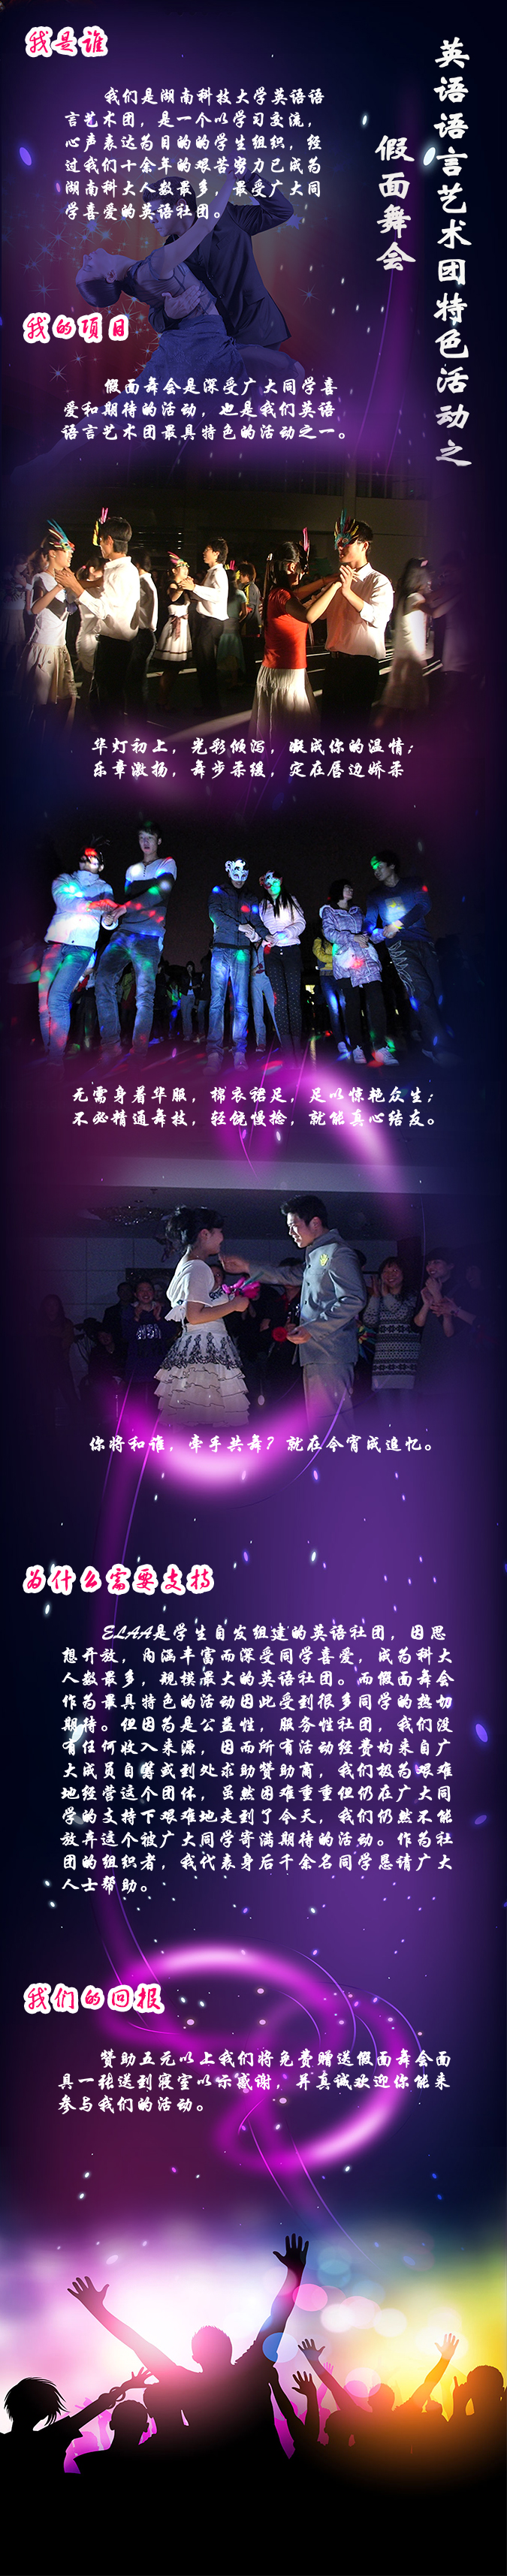 英语语言艺术团特色活动之
假面舞会
我是谁
我们是湖南科技大学英语语
言艺术团，是一个以学习交流，
心声表达为目的的学生组织，经
过我们十余年的艰苦努力已成为
湖南科大人数最多，最受广大同
学喜爱的英语社团。
我的项目
假面舞会是深受广大同学喜
爱和期待的活动，也是我们英语
语言艺术团最具特色的活动之一。
华灯初上，光彩倾泻，凝成你的温情；
乐章激扬，舞步柔缓，定在唇边娇柔
无需身着华服，棉衣裙足，足以惊艳众生；
不必精通舞技，轻饶慢捻，就能真心结友。
你将和谁，牵手共舞？就在今宵成追忆。
为什么需要支持
ELAA是学生自发组建的英语社团，因思
想开放，内涵丰富而深受同学喜爱，成为科大
人数最多，规模最大的英语社团。而假面舞会
作为最具特色的活动因此受到很多同学的热切
期待。但因为是公益性，服务性社团，我们没
有任何收入来源，因而所有活动经费均来自广
大成员自筹或到处求助赞助商，我们极为艰难
地经营这个团体，虽然困难重重但仍在广大同
学的支持下艰难地走到了今天，我们仍然不能
放弃这个被广大同学寄满期待的活动。作为社
团的组织者，我代表身后千余名同学恳请广大
人士帮助。
我们的回报
赞助五元以上我们将免费赠送假面舞会面
具一张送到寝室以示感谢，并真诚欢迎你能来
参与我们的活动。